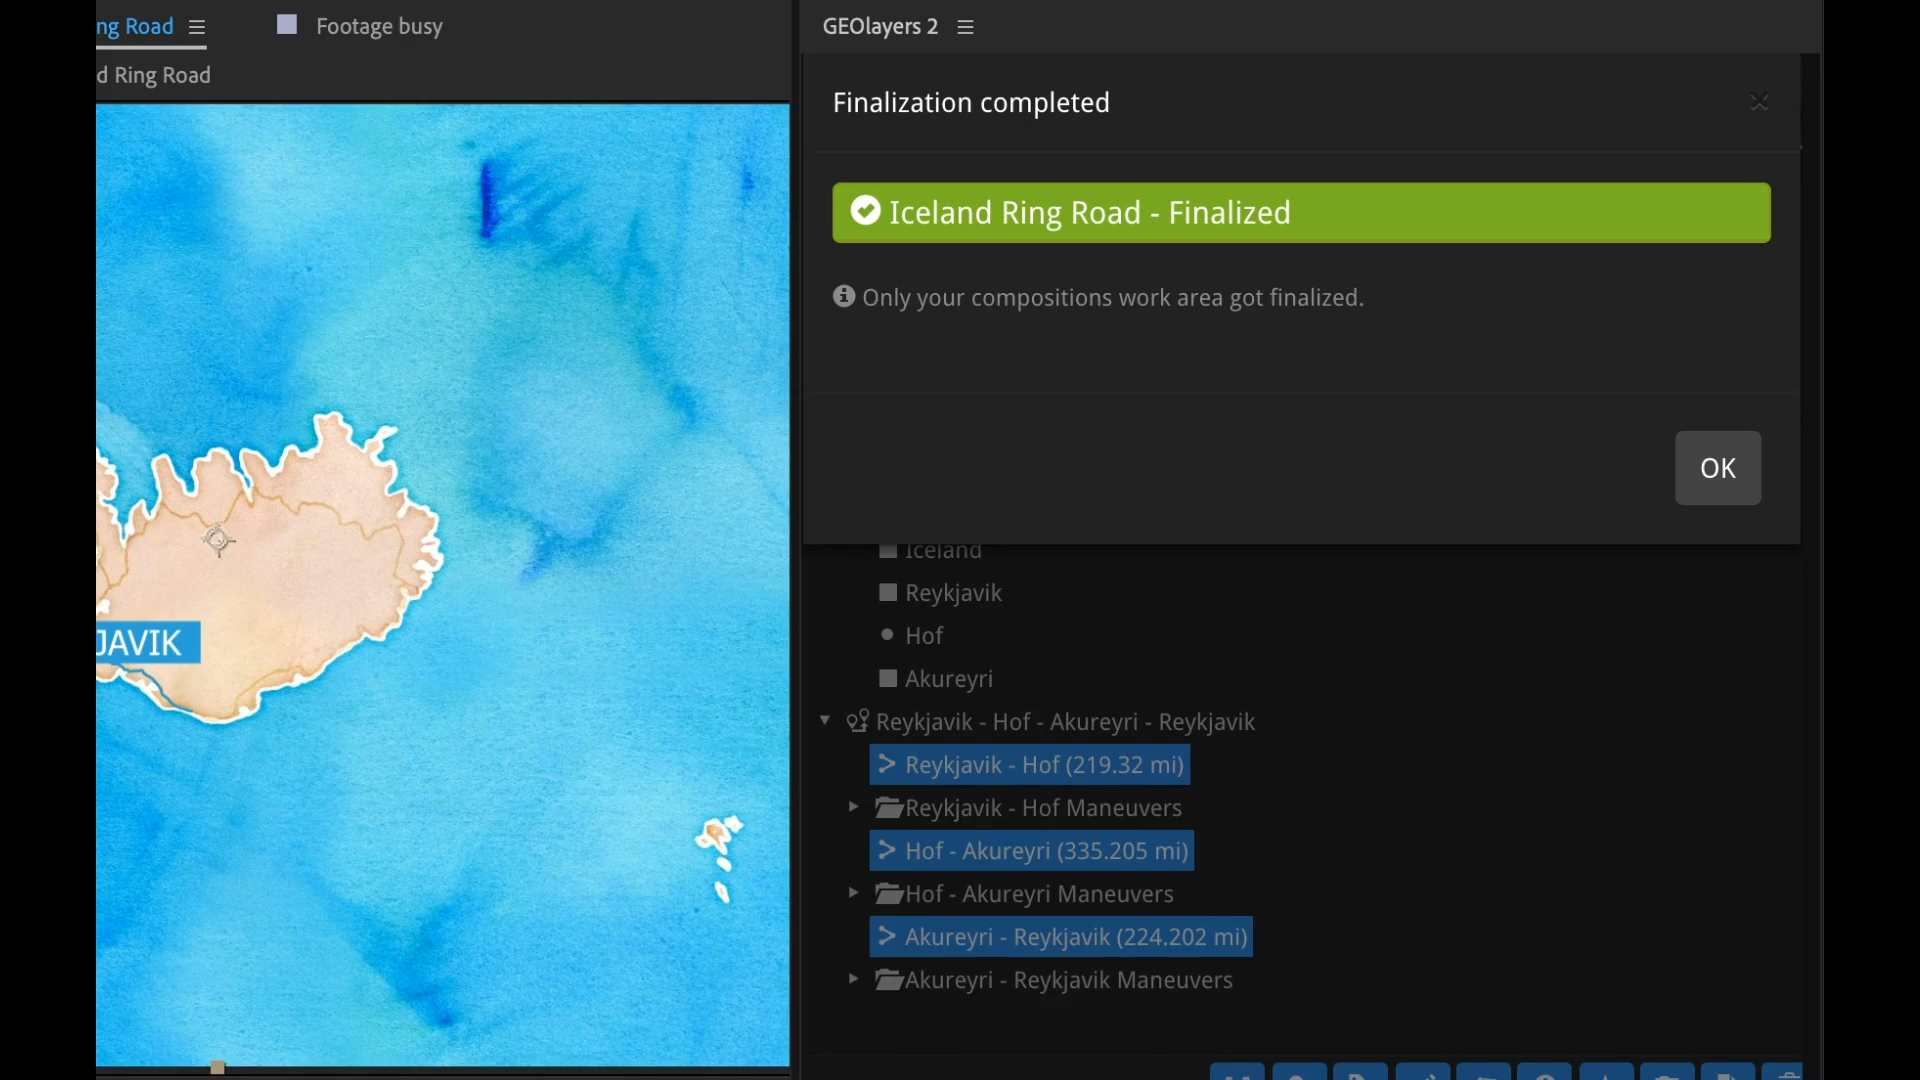 ng Road
Footage busy
GEOlayers 2
d Ring Road
Finalization completed
Iceland Ring Road - Finalized
Only your compositions work area got finalized.
OK
Iceland
Reykjavik
Hof
JAVIK
Akureyri
Reykjavik - Hof - Akureyri - Reykjavik
Reykjavik - Hof (219.32 mi)
Reykjavik - Hof Maneuvers
Hof - Akureyri (335.205 mi)
Hof - Akureyri Maneuvers
Akureyri - Reykjavik (224.202 mi)
Akureyri - Reykjavik Maneuvers